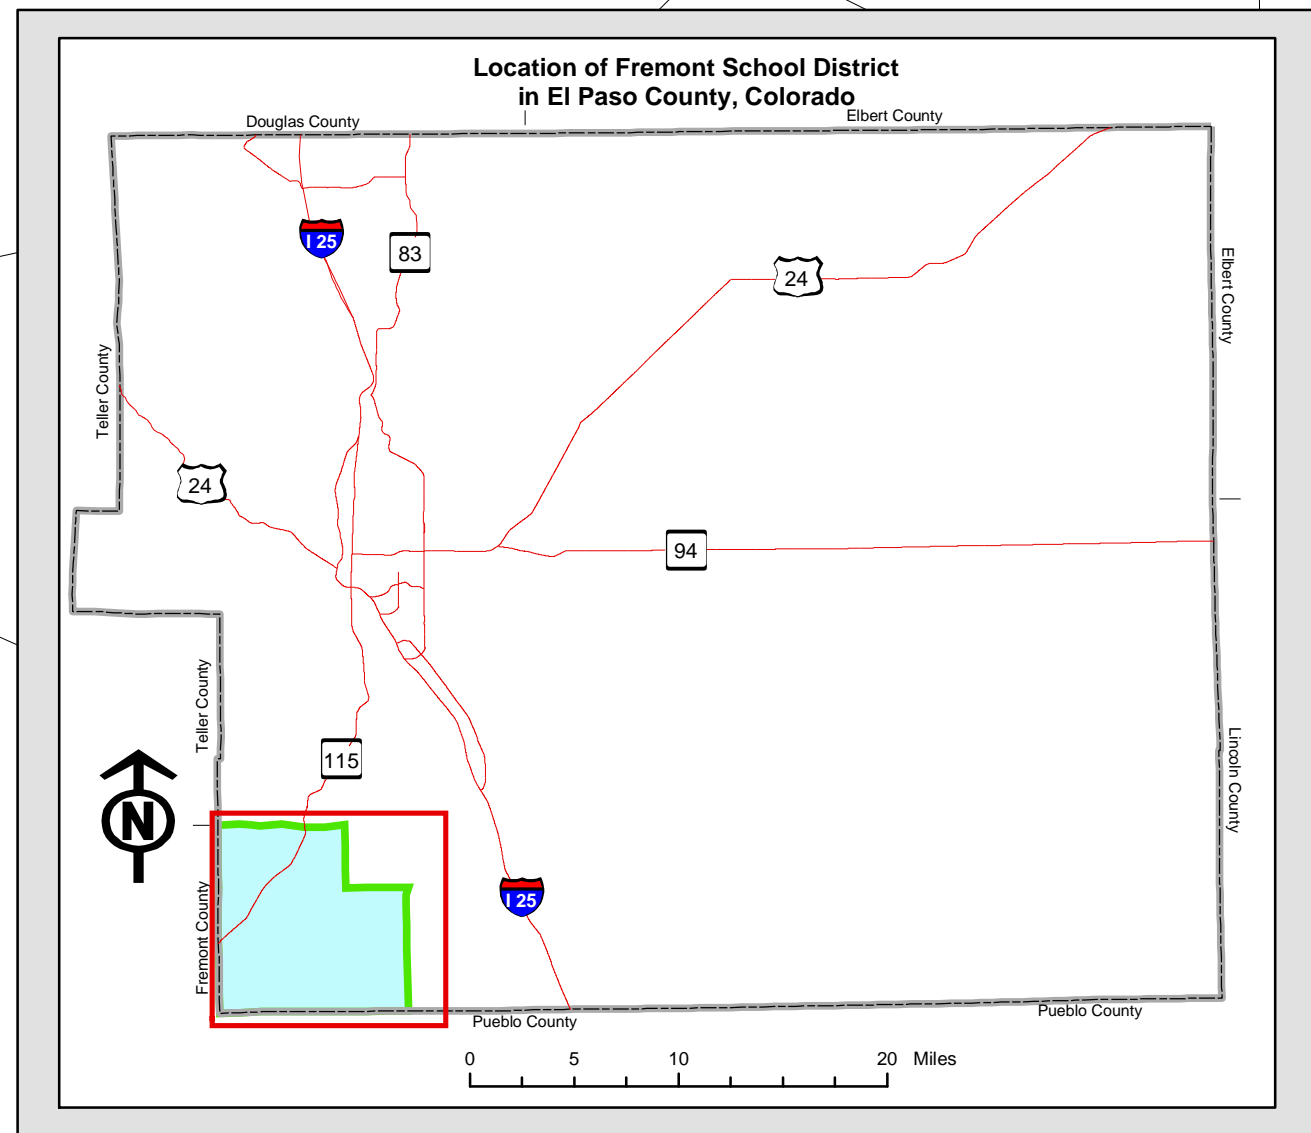 Location of Fremont School District
in El Paso County, Colorado
Douglas County
Elbert County
I 25
83
24
Elbert County
Teller County
24
94
Teller County
115
Lincoln County
N
I 25
Fremont County
Pueblo County
Pueblo County
0 5 10 20 Miles